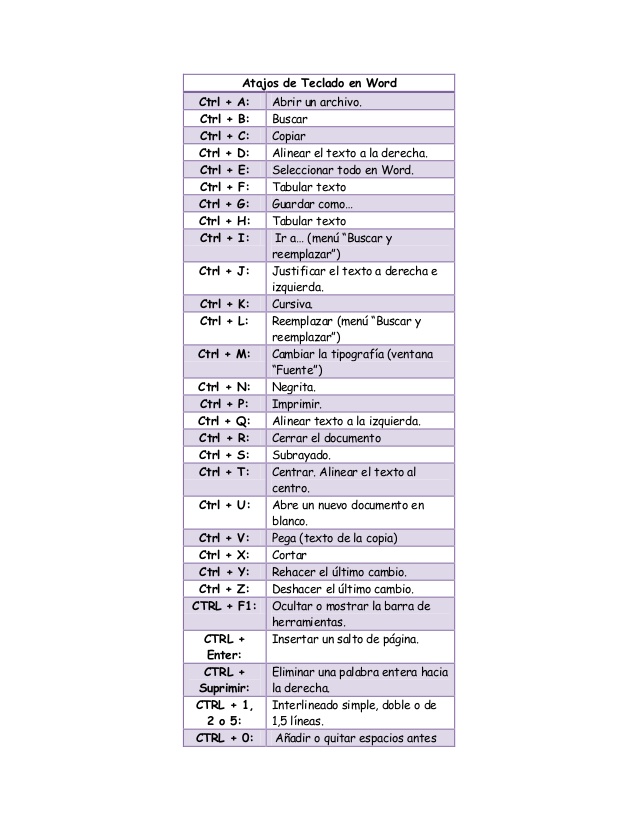 Atajos de Teclado en Word
Ctrl + A: Abrir un archivo.
Ctrl + B: Buscar
Ctrl + C: Copiar
Ctrl + D: Alinear el texto a la derecha.
Ctrl + E: Seleccionar todo en Word.
Ctrl + F: Tabular texto
Ctrl + G: Guardar como…
Ctrl + H: Tabular texto
Ctrl + I: Ir a… (menú “Buscar y
reemplazar”)
Ctrl + J: Justificar el texto a derecha e
izquierda.
Ctrl + K: Cursiva.
Ctrl + L: Reemplazar (menú “Buscar y
reemplazar”)
Ctrl + M: Cambiar la tipografía (ventana
“Fuente”)
Ctrl + N: Negrita.
Ctrl + P: Imprimir.
Ctrl + Q: Alinear texto a la izquierda.
Ctrl + R: Cerrar el documento
Ctrl + S: Subrayado.
Ctrl + T: Centrar. Alinear el texto al
centro.
Ctrl + U: Abre un nuevo documento en
blanco.
Ctrl + V: Pega (texto de la copia)
Ctrl + X: Cortar
Ctrl + Y: Rehacer el último cambio.
Ctrl + Z: Deshacer el último cambio.
CTRL + F1: Ocultar o mostrar la barra de
herramientas.
CTRL + Insertar un salto de página.
Enter:
CTRL + Eliminar una palabra entera hacia
Suprimir: la derecha.
CTRL + 1, Interlineado simple, doble o de
2 o 5: 1,5 líneas.
CTRL + 0: Añadir o quitar espacios antes